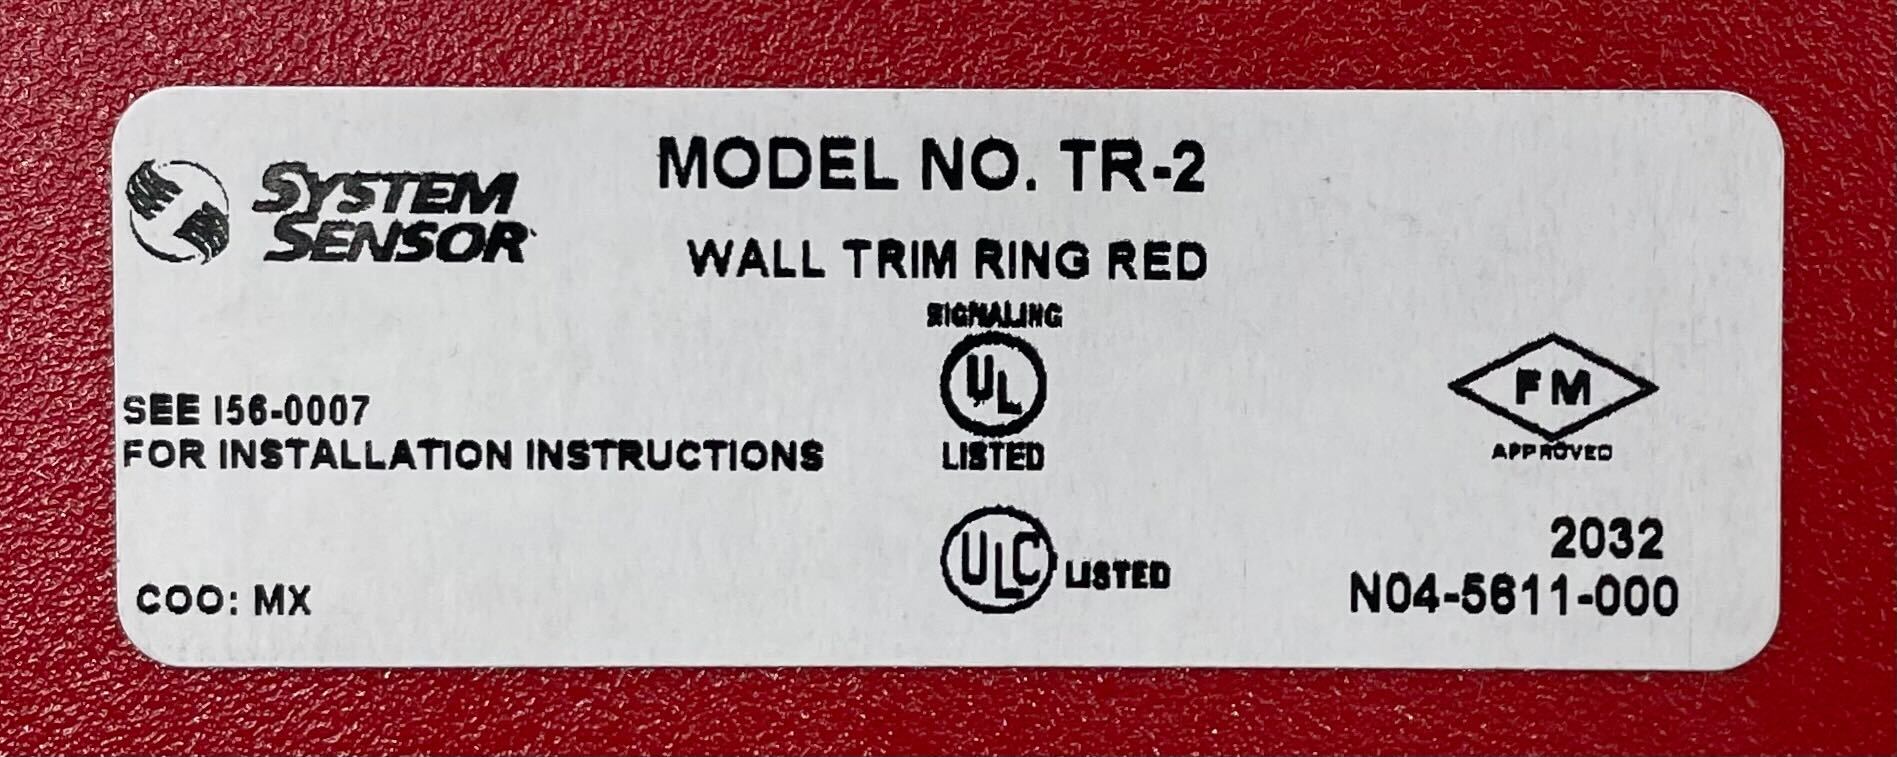 SYSTEM
SENSOR
MODEL NO. TR-2
WALL TRIM RING RED
SEE I56-0007
FOR INSTALLATION INSTRUCTIONS
COO: MX
SIGNALING
UL
LISTED
ULC LISTED
FM
APPROVED
2032
N04-5611-000